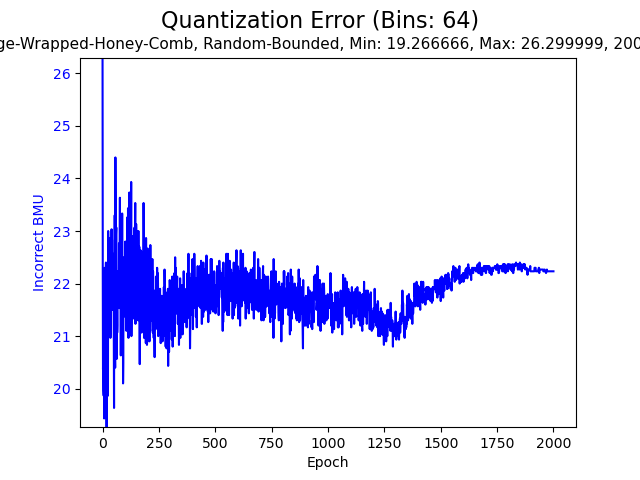 Quantization Error (Bins: 64)
ge-Wrapped-Honey-Comb, Random-Bounded, Min: 19.266666, Max: 26.299999, 200
26
25
24
23
22
21
20
Incorrect BMU
0 250 500 750 1000 1250 1500 1750 2000
Epoch